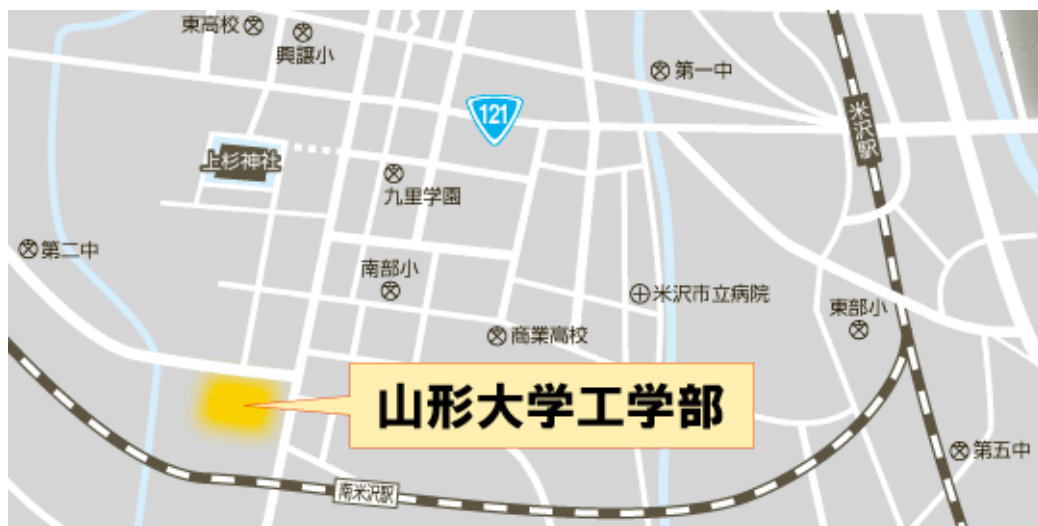 東高校
興譲小
第一中
121
米沢駅
上杉神社
九里学園
第二中
南部小
米沢市立病院
東部小
商業高校
山形大学工学部
第五中
南米沢駅